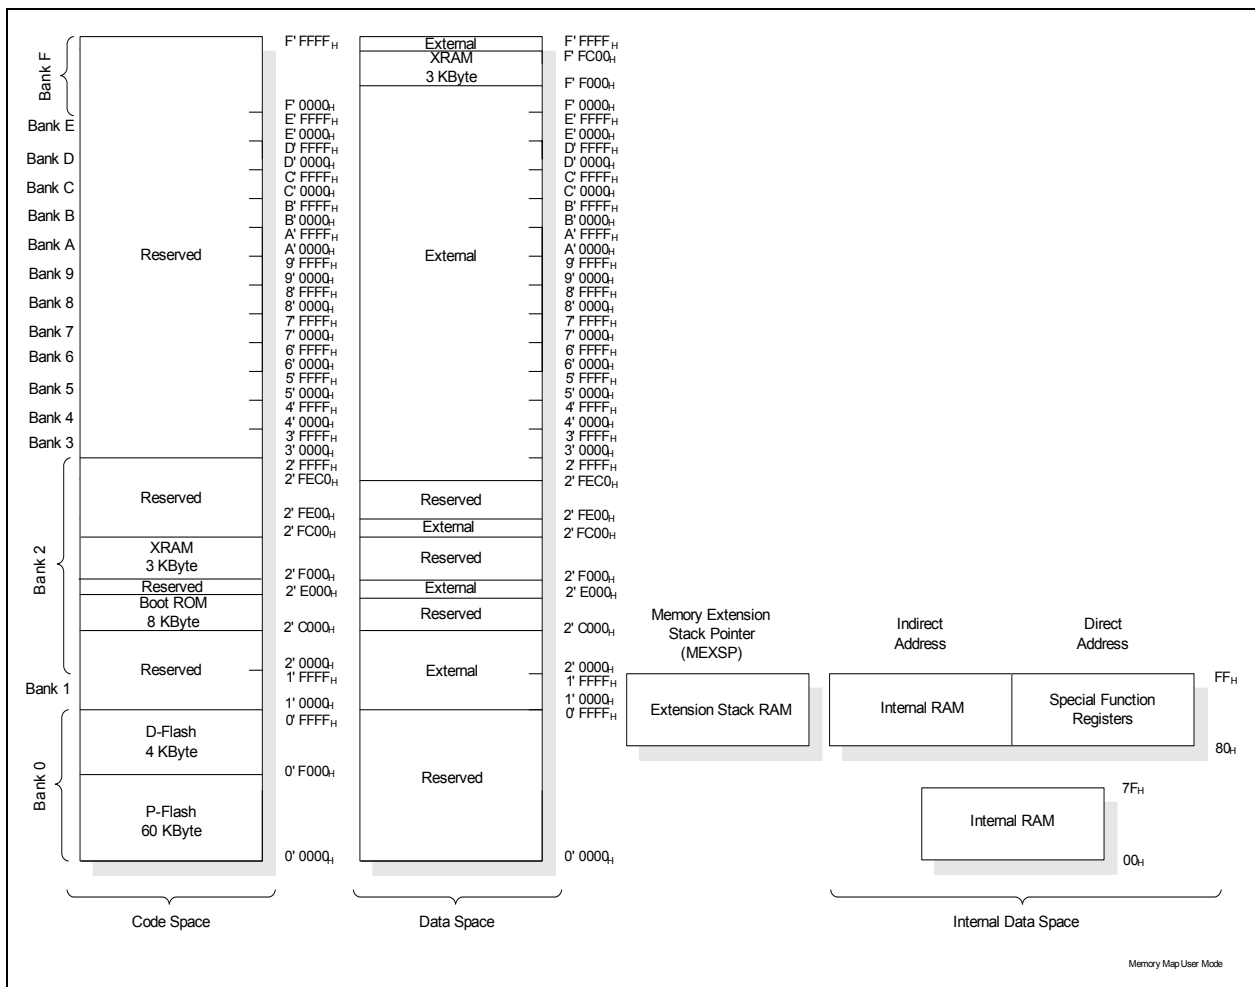 Bank F
Bank E
Bank D
Bank C
Bank B
Bank A
Bank 9
Bank 8
Bank 7
Bank 6
Bank 5
Bank 4
Bank 3
Bank 2
Bank 1
Bank 0
Reserved
Reserved
XRAM
3 KByte
Reserved
Boot ROM
8 KByte
Reserved
D-Flash
4 KByte
P-Flash
60 KByte
F' FFFFH
F' 0000H
E' FFFFH
E' 0000H
D' FFFFH
D' 0000H
C' FFFFH
C' 0000H
B' FFFFH
B' 0000H
A' FFFFH
A' 0000H
9' FFFFH
9' 0000H
8' FFFFH
8' 0000H
7' FFFFH
7' 0000H
6' FFFFH
6' 0000H
5' FFFFH
5' 0000H
4' FFFFH
4' 0000H
3' FFFFH
3' 0000H
2' FFFFH
2' FEC0H
2' FE00H
2' FC00H
2' F000H
2' E000H
2' C000H
2' 0000H
1' FFFFH
1' 0000H
0' FFFFH
0' F000H
0' 0000H
Code Space
External
XRAM
3 KByte
External
Reserved
External
Reserved
External
Reserved
External
Reserved
F' FFFFH
F' FC00H
F' F000H
F' 0000H
E' FFFFH
E' 0000H
D' FFFFH
D' 0000H
C' FFFFH
C' 0000H
B' FFFFH
B' 0000H
A' FFFFH
A' 0000H
9' FFFFH
9' 0000H
8' FFFFH
8' 0000H
7' FFFFH
7' 0000H
6' FFFFH
6' 0000H
5' FFFFH
5' 0000H
4' FFFFH
4' 0000H
3' FFFFH
3' 0000H
2' FFFFH
2' FEC0H
2' FE00H
2' FC00H
2' F000H
2' E000H
2' C000H
2' 0000H
1' FFFFH
1' 0000H
0' FFFFH
0' 0000H
Data Space
Memory Extension
Stack Pointer
(MEXSP)
Extension Stack RAM
Indirect
Address
Direct
Address
Internal RAM
Special Function
Registers
FFH
80H
7FH
Internal RAM
00H
Internal Data Space
Memory Map User Mode